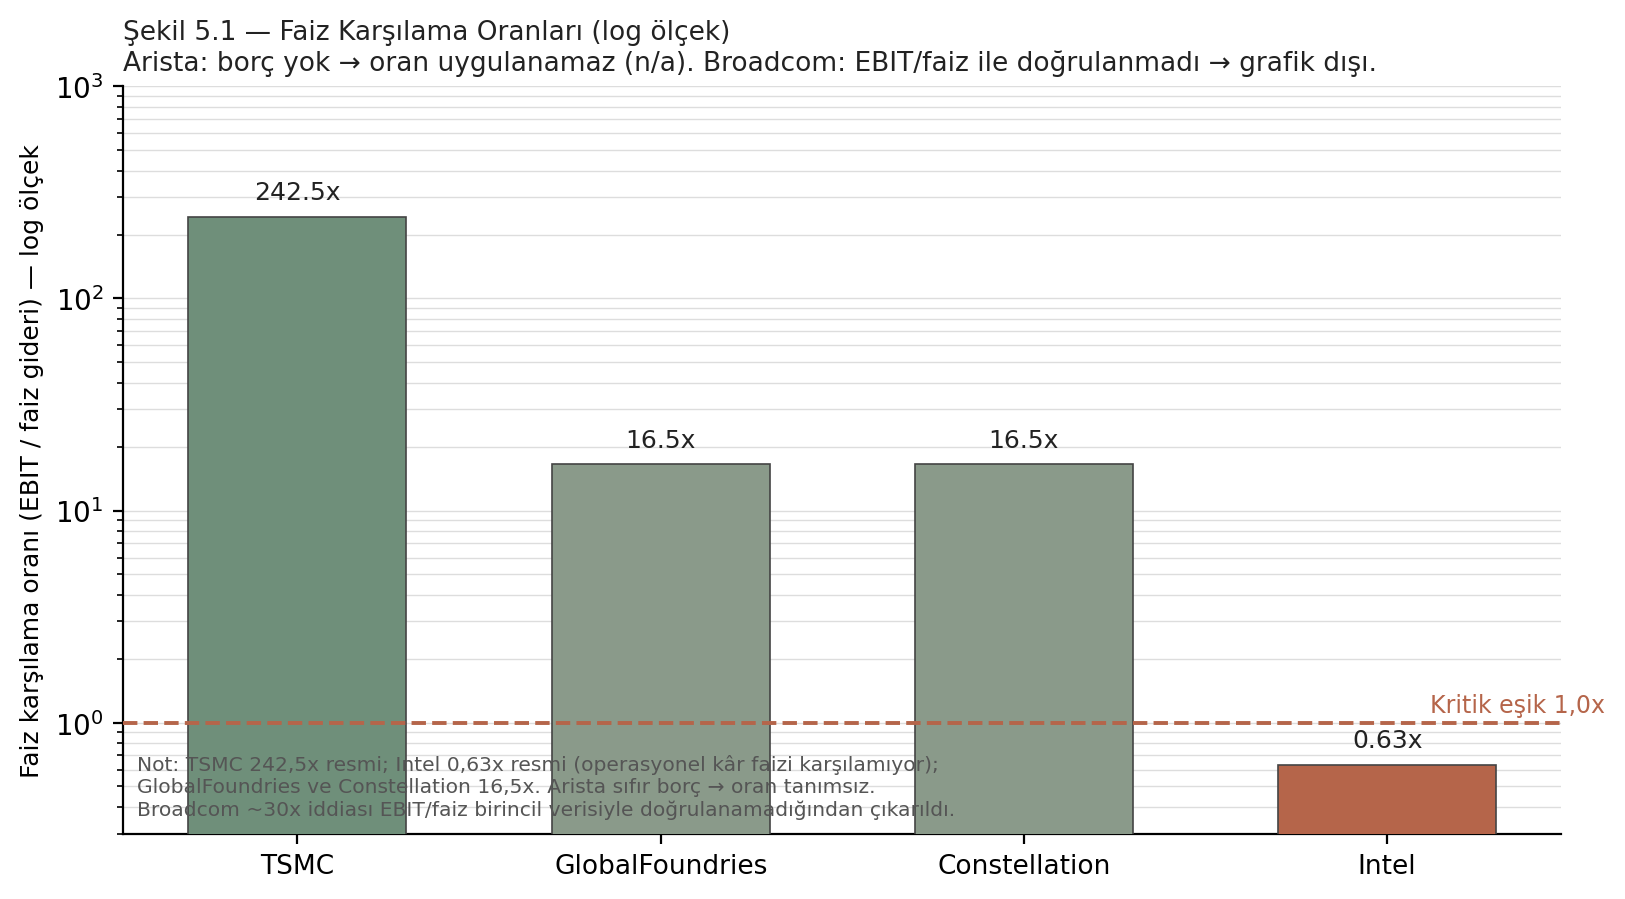 Şekil 5.1 — Faiz Karşılama Oranları (log ölçek)
Arista: borç yok → oran uygulanamaz (n/a). Broadcom: EBIT/faiz ile doğrulanmadı → grafik dışı.
Faiz karşılama oranı (EBIT / faiz gideri) — log ölçek
10³
10²
10¹
10⁰
242.5x
16.5x
16.5x
Kritik eşik 1,0x
0.63x
Not: TSMC 242,5x resmi; Intel 0,63x resmi (operasyonel kâr faizi karşılamıyor);
GlobalFoundries ve Constellation 16,5x. Arista sıfır borç → oran tanımsız.
Broadcom ~30x iddiası EBIT/faiz birincil verisiyle doğrulanamadığından çıkarıldı.
TSMC
GlobalFoundries
Constellation
Intel